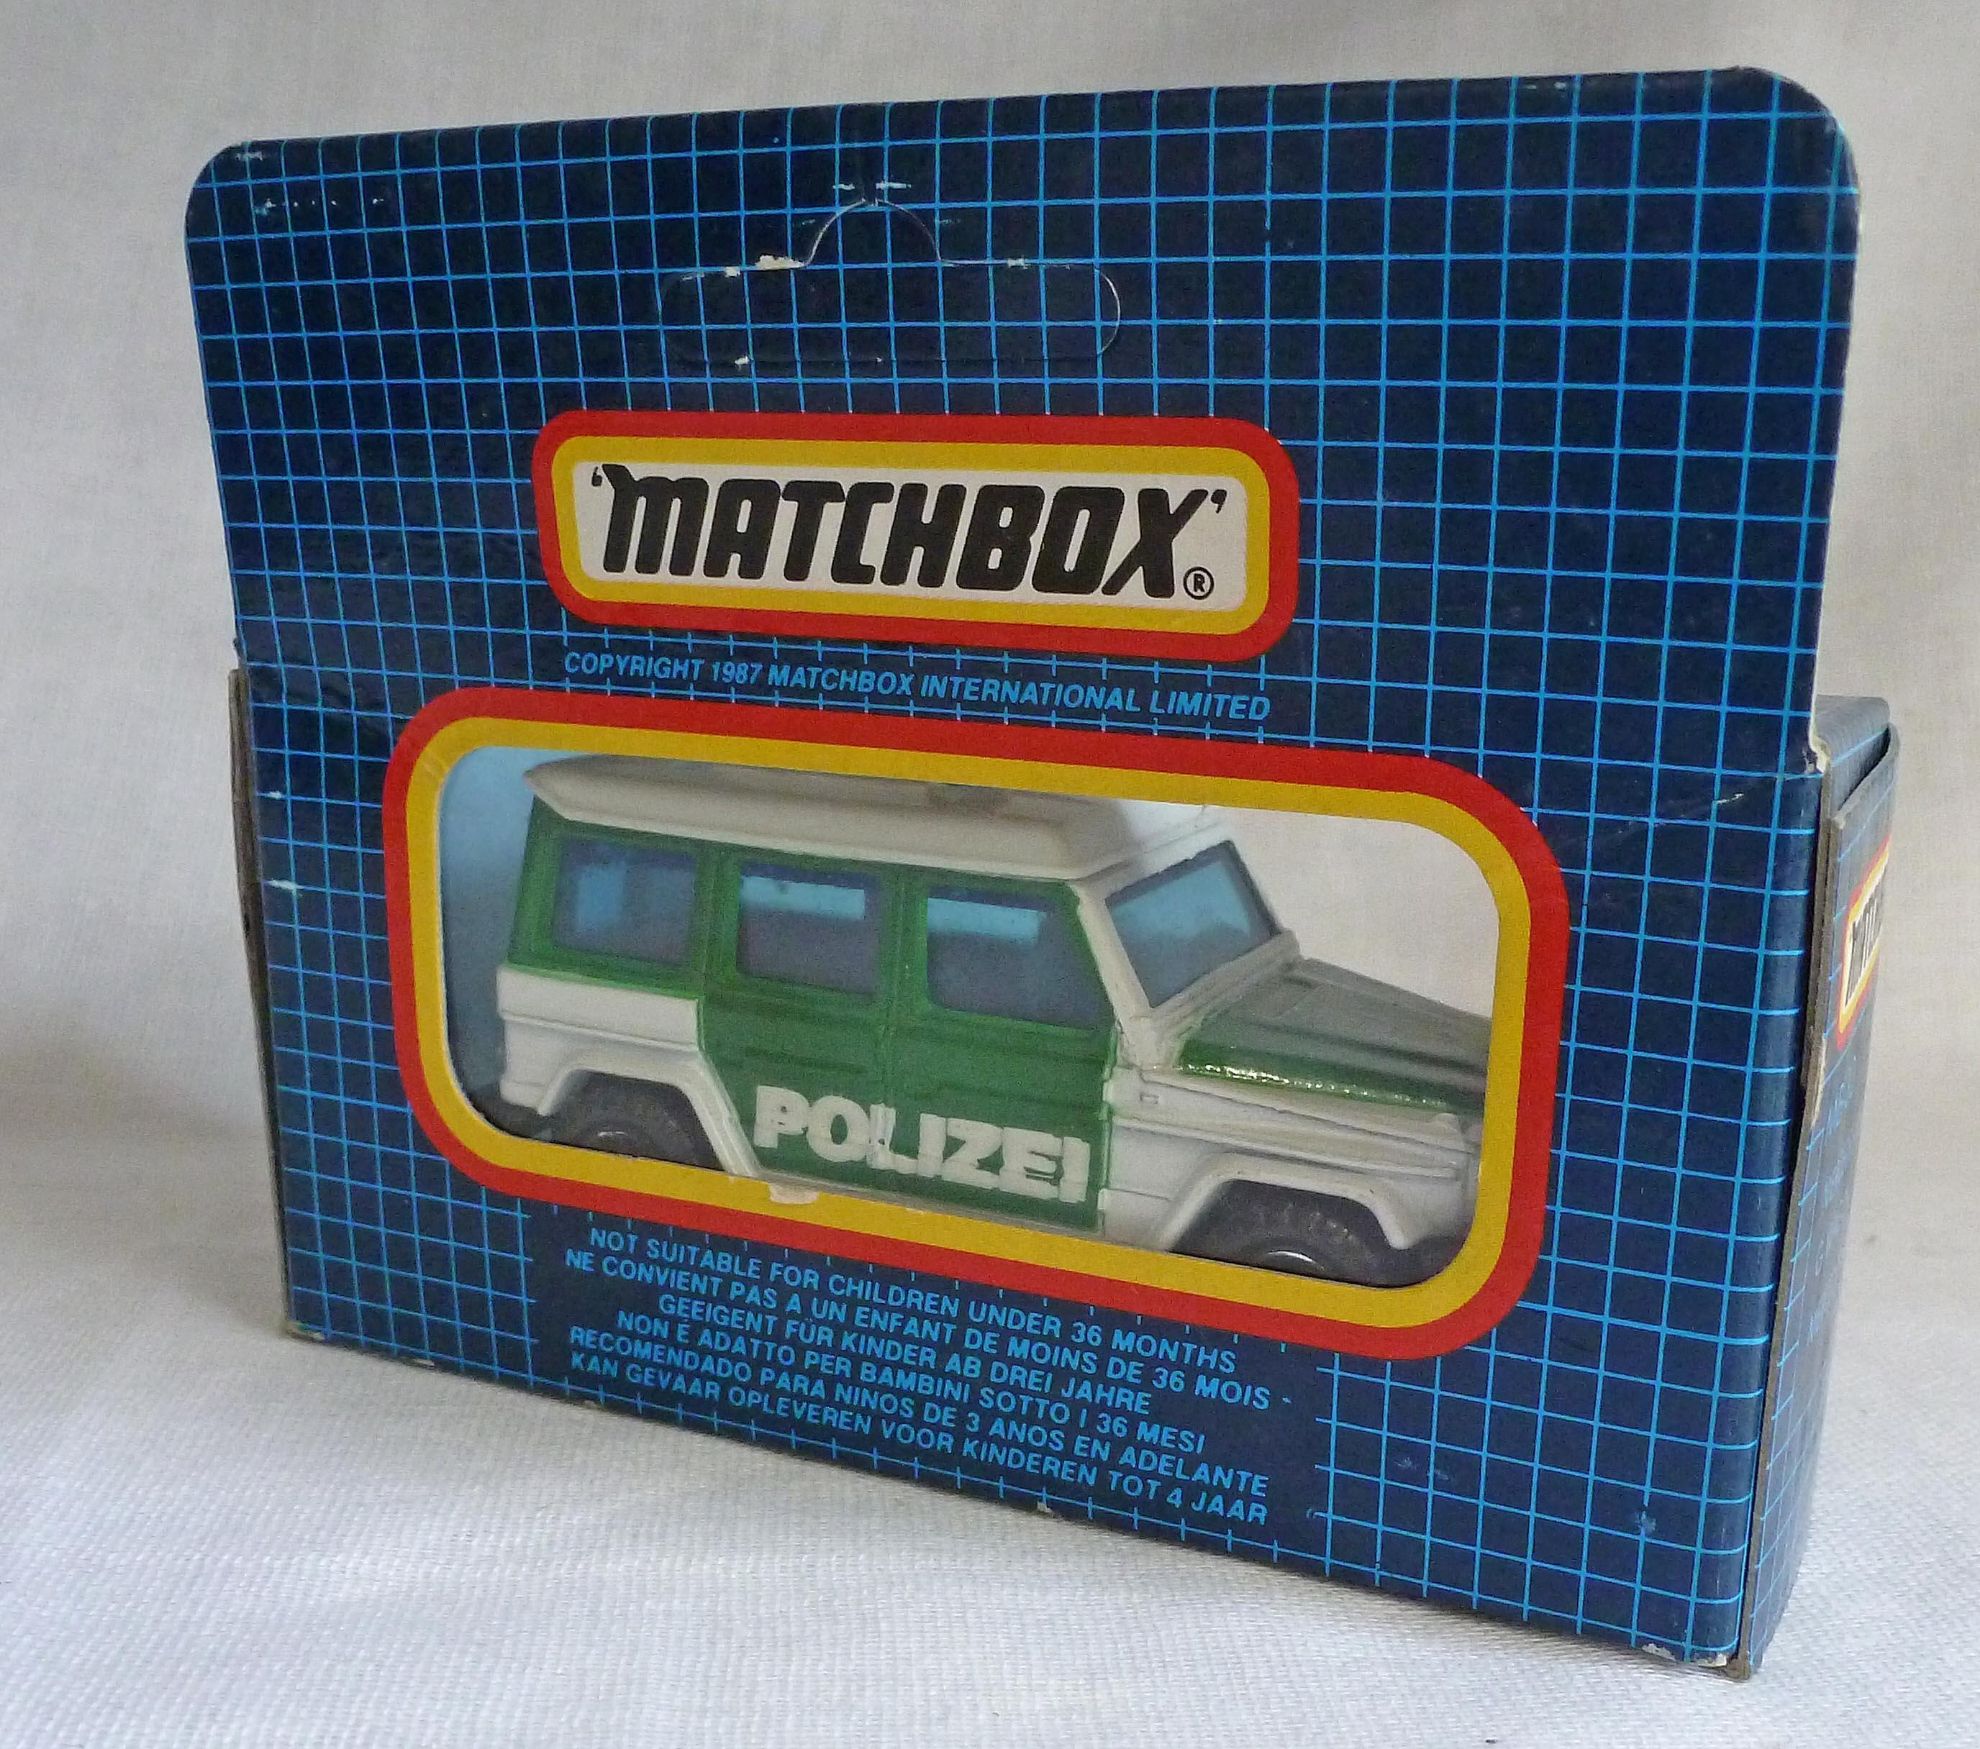 'MATCHBOX'®
COPYRIGHT 1987 MATCHBOX INTERNATIONAL LIMITED
POLIZEI
NOT SUITABLE FOR CHILDREN UNDER 36 MONTHS
NE CONVIENT PAS A UN ENFANT DE MOINS DE 36 MOIS -
GEEIGENT FÜR KINDER AB DREI JAHRE
NON E ADATTO PER BAMBINI SOTTO I 36 MESI
RECOMENDADO PARA NINOS DE 3 ANOS EN ADELANTE
KAN GEVAAR OPLEVEREN VOOR KINDEREN TOT 4 JAAR